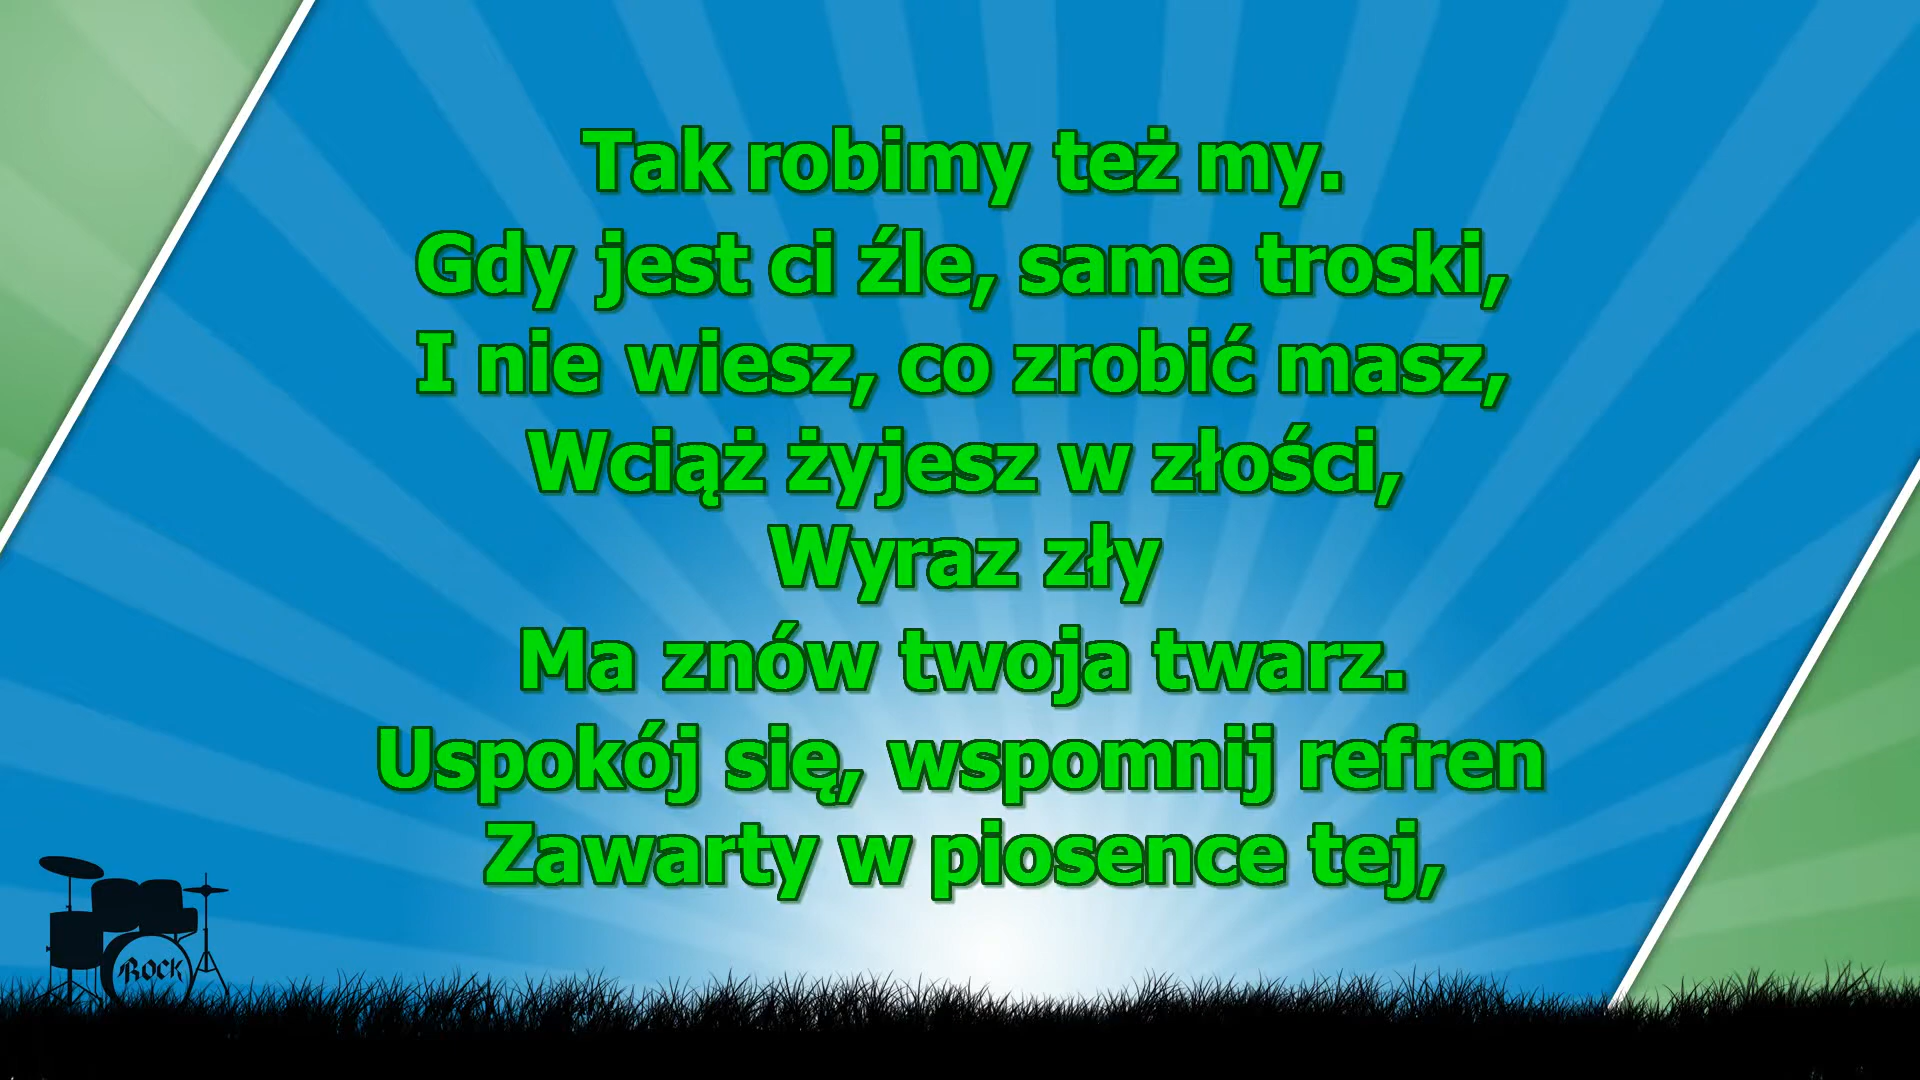 Tak robimy też my.
Gdy jest ci źle, same troski,
I nie wiesz, co zrobić masz,
Wciąż żyjesz w złości,
Wyraz zły
Ma znów twoja twarz.
Uspokój się, wspomnij refren
Zawarty w piosence tej,
ROCK